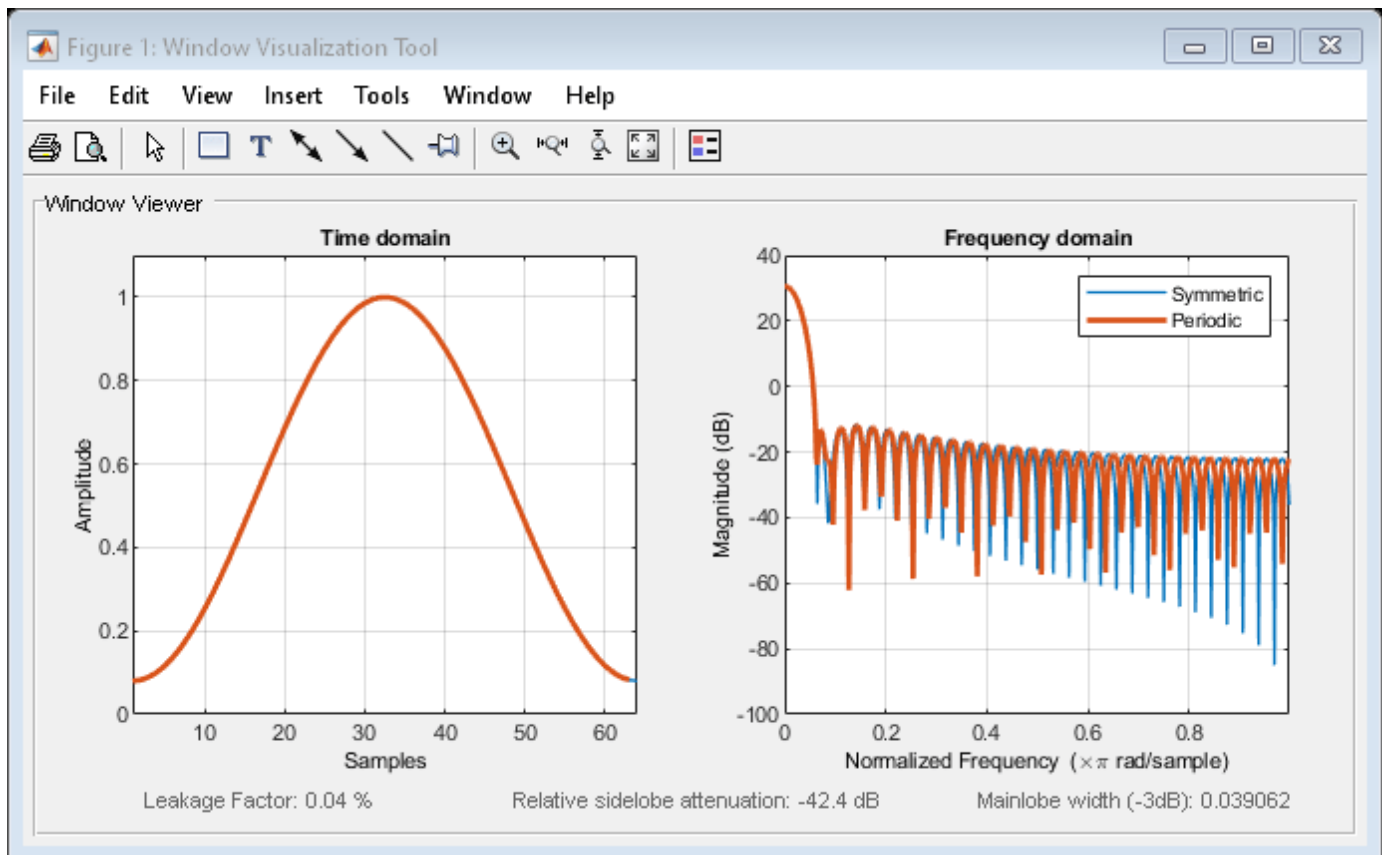 Figure 1: Window Visualization Tool
File Edit View Insert Tools Window Help
T
Window Viewer
Time domain
1
0.8
0.6
0.4
0.2
0
Amplitude
10 20 30 40 50 60
Samples
Frequency domain
40
20
0
-20
-40
-60
-80
-100
Magnitude (dB)
Symmetric
Periodic
0 0.2 0.4 0.6 0.8
Normalized Frequency (×π rad/sample)
Leakage Factor: 0.04 % Relative sidelobe attenuation: -42.4 dB Mainlobe width (-3dB): 0.039062